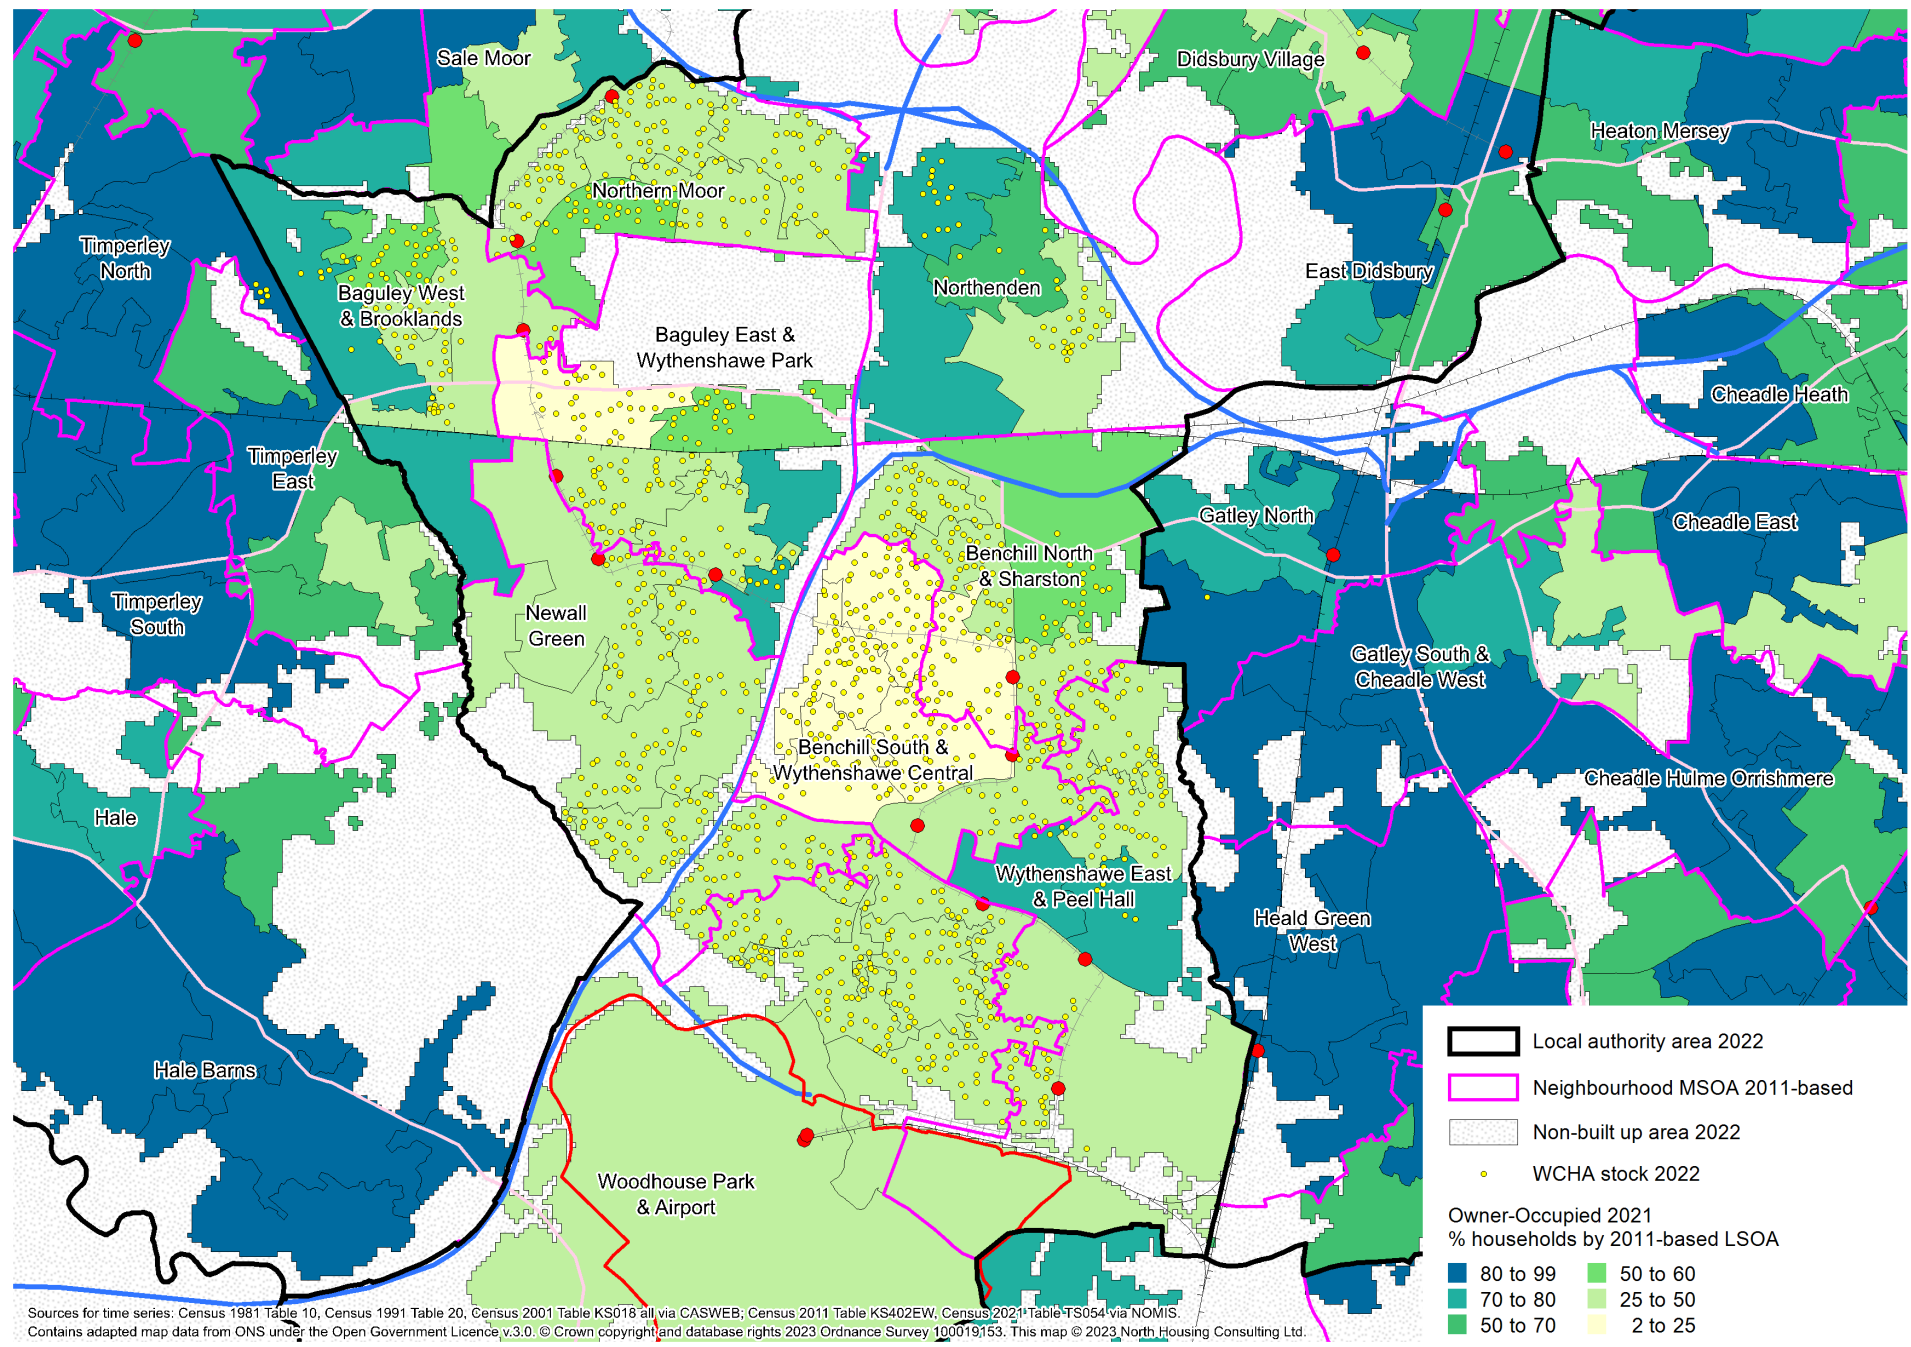 Sale Moor
Didsbury Village
Heaton Mersey
Northern Moor
Timperley
North
East Didsbury
Baguley West
& Brooklands
Northenden
Baguley East &
Wythenshawe Park
Cheadle Heath
Timperley
East
Gatley North
Cheadle East
Benchill North
& Sharston
Timperley
South
Newall
Green
Gatley South &
Cheadle West
Benchill South &
Wythenshawe Central
Cheadle Hulme Orrishmere
Hale
Wythenshawe East
& Peel Hall
Heald Green
West
Hale Barns
Woodhouse Park
& Airport
Local authority area 2022
Neighbourhood MSOA 2011-based
Non-built up area 2022
WCHA stock 2022
Owner-Occupied 2021
% households by 2011-based LSOA
80 to 99 50 to 60
70 to 80 25 to 50
50 to 70 2 to 25
Sources for time series: Census 1981 Table 10, Census 1991 Table 20, Census 2001 Table KS018 all via CASWEB; Census 2011 Table KS402EW, Census 2021 Table TS054 via NOMIS.
Contains adapted map data from ONS under the Open Government Licence v.3.0. © Crown copyright and database rights 2023 Ordnance Survey 100019153. This map © 2023 North Housing Consulting Ltd.